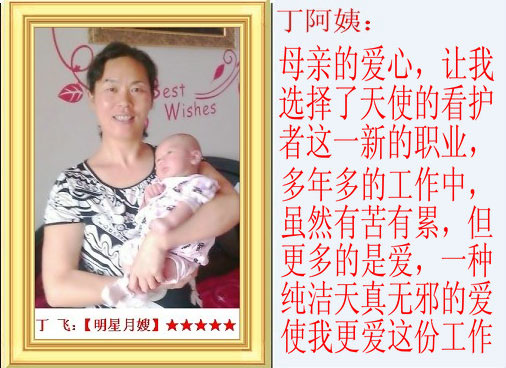 Best
Wishes
丁 飞：【明星月嫂】★★★★★
丁阿姨：
母亲的爱心，让我
选择了天使的看护
者这一新的职业，
多年多的工作中，
虽然有苦有累，但
更多的是爱，一种
纯洁天真无邪的爱
使我更爱这份工作